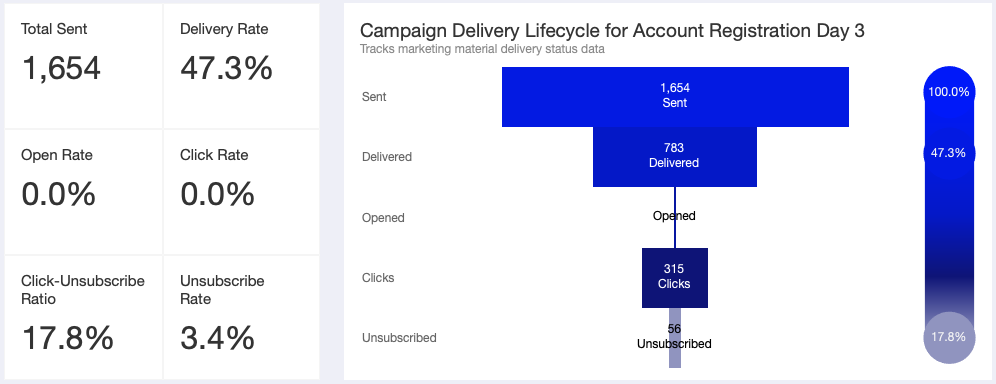 Total Sent
1,654
Delivery Rate
47.3%
Open Rate
0.0%
Click Rate
0.0%
Click-Unsubscribe
Ratio
17.8%
Unsubscribe
Rate
3.4%
Campaign Delivery Lifecycle for Account Registration Day 3
Tracks marketing material delivery status data
Sent
1,654
Sent
100.0%
Delivered
783
Delivered
47.3%
Opened
Opened
Clicks
315
Clicks
Unsubscribed
56
Unsubscribed
17.8%